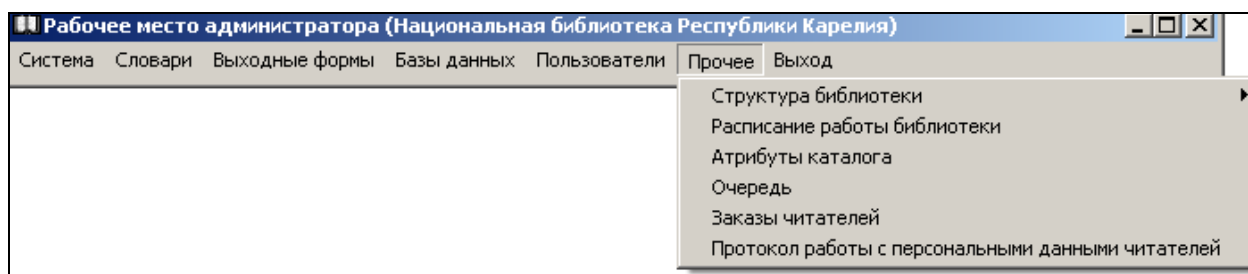 Рабочее место администратора (Национальная библиотека Республики Карелия)
Система Словари Выходные формы Базы данных Пользователи Прочее Выход
Структура библиотеки
Расписание работы библиотеки
Атрибуты каталога
Очередь
Заказы читателей
Протокол работы с персональными данными читателей